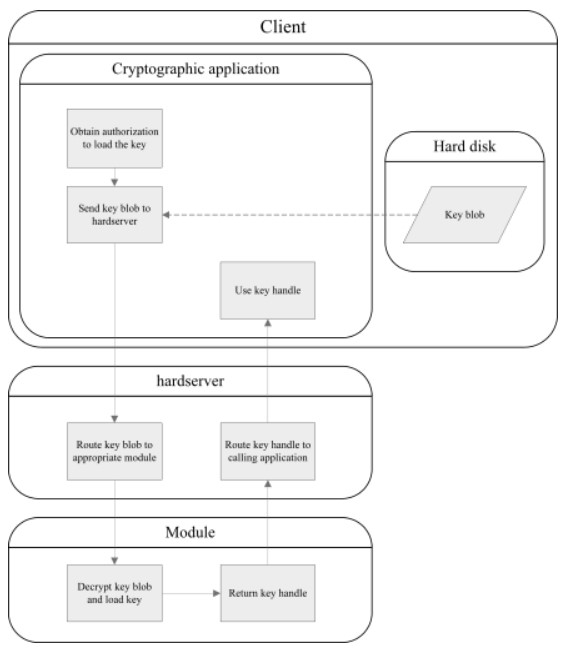 Client
Cryptographic application
Obtain authorization
to load the key
Hard disk
Send key blob to
hardserver
Key blob
Use key handle
hardserver
Route key blob to
appropriate module
Route key handle to
calling application
Module
Decrypt key blob
and load key
Return key handle